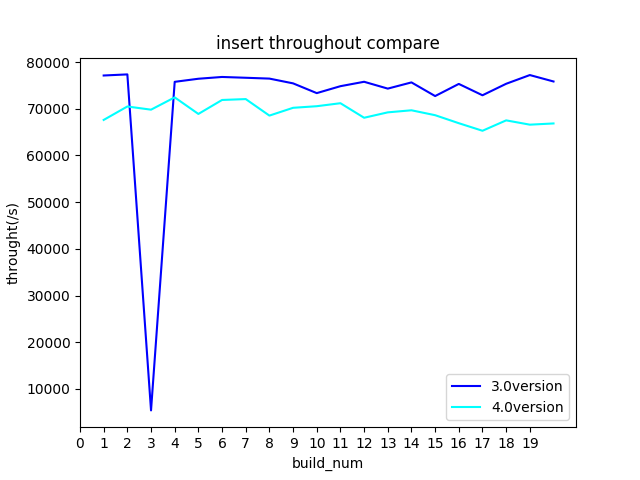 insert throughout compare
throught(/s)
80000
70000
60000
50000
40000
30000
20000
10000
3.0version
4.0version
0 1 2 3 4 5 6 7 8 9 10 11 12 13 14 15 16 17 18 19
build_num